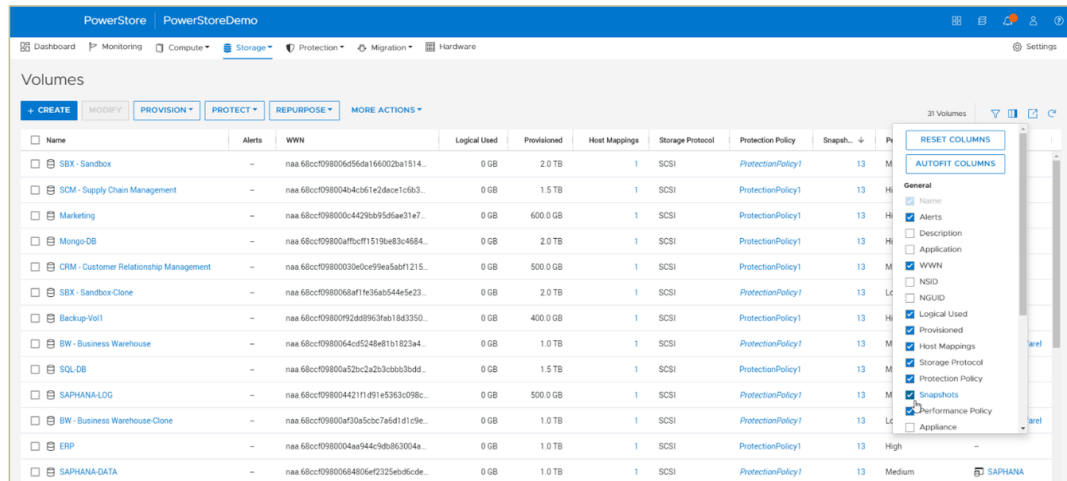 PowerStore PowerStoreDemo
Dashboard Monitoring Compute Storage Protection Migration Hardware Settings
Volumes
+ CREATE MODIFY PROVISION PROTECT REPURPOSE MORE ACTIONS 31 Volumes
Name Alerts WWN Logical Used Provisioned Host Mappings Storage Protocol Protection Policy Snapsh...
SBX - Sandbox -- naa.68ccf098006d56da166002ba1514... 0 GB 2.0 TB 1 SCSI ProtectionPolicy1 13
SCM - Supply Chain Management -- naa.68ccf098004b4cb61e2dace1c6b3... 0 GB 1.5 TB 1 SCSI ProtectionPolicy1 13
Marketing -- naa.68ccf098000c4429bb95d6ae31e7... 0 GB 600.0 GB 1 SCSI ProtectionPolicy1 13
Mongo-DB -- naa.68ccf09800affbcff1519be83c4684... 0 GB 2.0 TB 1 SCSI ProtectionPolicy1 13
CRM - Customer Relationship Management -- naa.68ccf09800030e0ce99ea5abf1215... 0 GB 500.0 GB 1 SCSI ProtectionPolicy1 13
SBX - Sandbox-Clone -- naa.68ccf0980068af1fe36ab544e5e23... 0 GB 2.0 TB 1 SCSI ProtectionPolicy1 13
Backup-Vol1 -- naa.68ccf09800f92dd8963fab18d3350... 0 GB 400.0 GB 1 SCSI ProtectionPolicy1 13
BW - Business Warehouse -- naa.68ccf0980064cd5248e81b1823a4... 0 GB 1.0 TB 1 SCSI ProtectionPolicy1 13
SQL-DB -- naa.68ccf09800a52bc2a2b3cbbb3bdd... 0 GB 1.5 TB 1 SCSI ProtectionPolicy1 13
SAPHANA-LOG -- naa.68ccf098004421f1d91e5363c098c... 0 GB 500.0 GB 1 SCSI ProtectionPolicy1 13
BW - Business Warehouse-Clone -- naa.68ccf09800af30a5cbc7a6d1d1c9e... 0 GB 1.0 TB 1 SCSI ProtectionPolicy1 13
ERP -- naa.68ccf0980004aa944c9db863004a... 0 GB 1.0 TB 1 SCSI ProtectionPolicy1 13 High --
SAPHANA-DATA -- naa.68ccf09800684806ef2325ebd6cde... 0 GB 1.0 TB 1 SCSI ProtectionPolicy1 13 Medium SAPHANA
RESET COLUMNS
AUTOFIT COLUMNS
General
Name
Alerts
Description
Application
WWN
NSID
NGUID
Logical Used
Provisioned
Host Mappings
Storage Protocol
Protection Policy
Snapshots
Performance Policy
Appliance